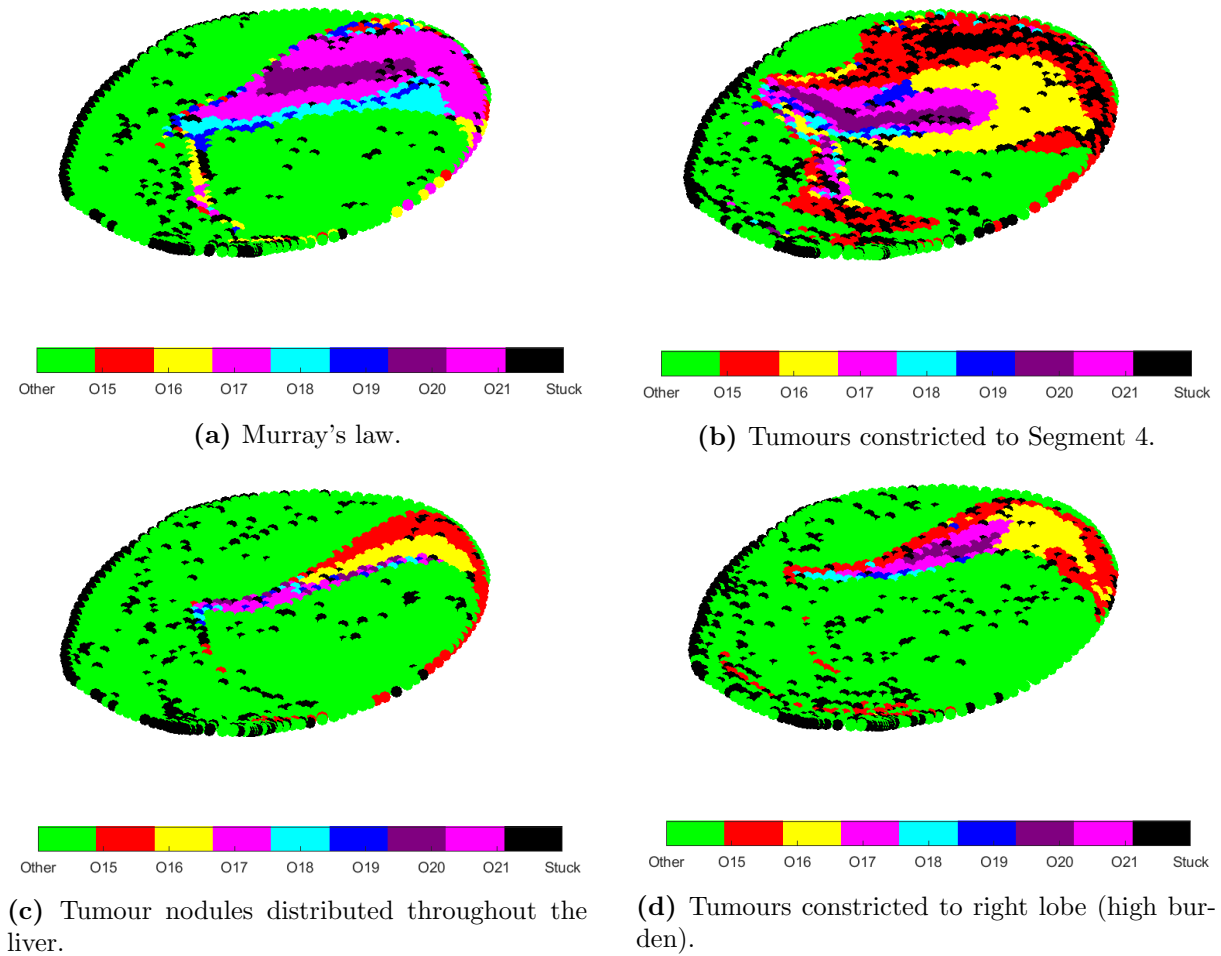 Other O15 O16 O17 O18 O19 O20 O21 Stuck
(a) Murray's law.
Other O15 O16 O17 O18 O19 O20 O21 Stuck
(b) Tumours constricted to Segment 4.
Other O15 O16 O17 O18 O19 O20 O21 Stuck
(c) Tumour nodules distributed throughout the
liver.
Other O15 O16 O17 O18 O19 O20 O21 Stuck
(d) Tumours constricted to right lobe (high bur-
den).